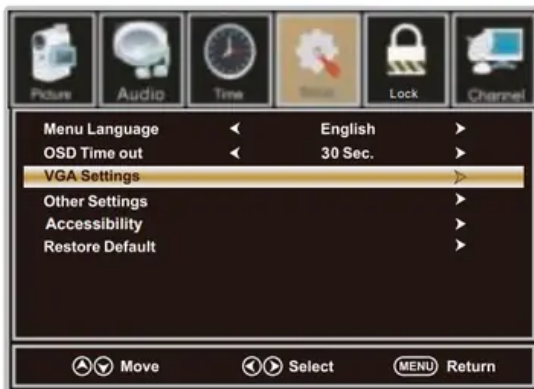 Picture Audio Time Lock Channel
Menu Language English
OSD Time out 30 Sec.
VGA Settings
Other Settings
Accessibility
Restore Default
Move Select MENU Return